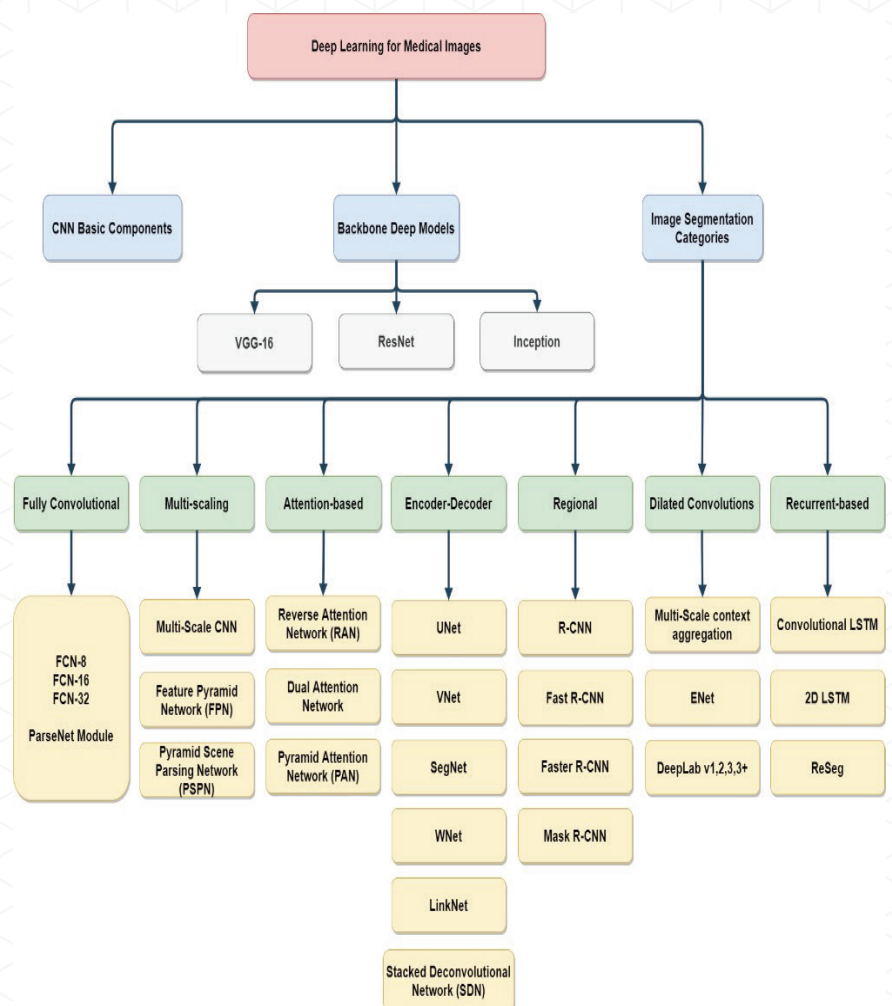 Deep Learning for Medical Images
CNN Basic Components
Backbone Deep Models
Image Segmentation
Categories
VGG-16
ResNet
Inception
Fully Convolutional
Multi-scaling
Attention-based
Encoder-Decoder
Regional
Dilated Convolutions
Recurrent-based
FCN-8
FCN-16
FCN-32
ParseNet Module
Multi-Scale CNN
Feature Pyramid
Network (FPN)
Pyramid Scene
Parsing Network
(PSPN)
Reverse Attention
Network (RAN)
Dual Attention
Network
Pyramid Attention
Network (PAN)
UNet
VNet
SegNet
WNet
LinkNet
Stacked Deconvolutional
Network (SDN)
R-CNN
Fast R-CNN
Faster R-CNN
Mask R-CNN
Multi-Scale context
aggregation
ENet
DeepLab v1,2,3,3+
Convolutional LSTM
2D LSTM
ReSeg